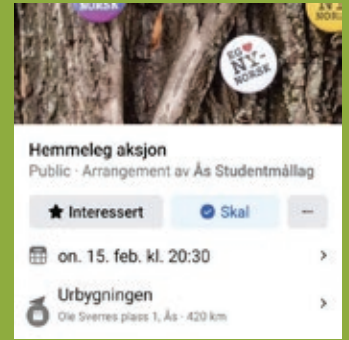 NORSK
NOR
EG
NY-
NORSK
Hemmeleg aksjon
Public · Arrangement av Ås Studentmållag
Interessert
Skal
on. 15. feb. kl. 20:30
Urbygningen
Ole Sverres plass 1, Ås · 420 km